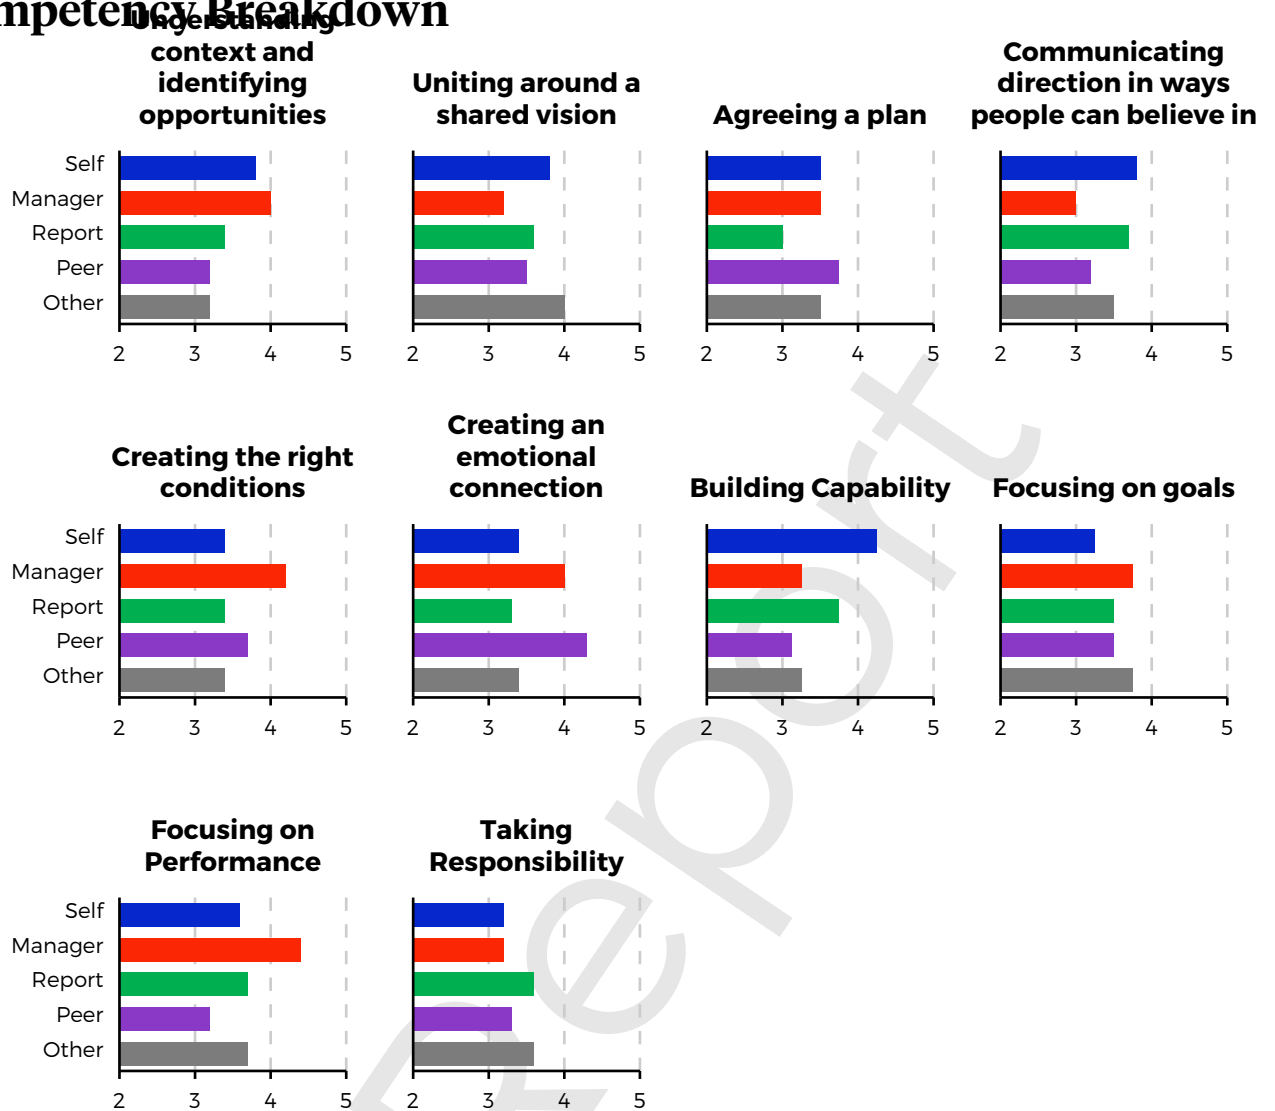 mpetency Breakdown
Understanding
context and
identifying
opportunities
Uniting around a
shared vision
Agreeing a plan
Communicating
direction in ways
people can believe in
Self
Manager
Report
Peer
Other
2 3 4 5
2 3 4 5
2 3 4 5
2 3 4 5
Creating the right
conditions
Creating an
emotional
connection
Building Capability
Focusing on goals
Self
Manager
Report
Peer
Other
2 3 4 5
2 3 4 5
2 3 4 5
2 3 4 5
Focusing on
Performance
Taking
Responsibility
Self
Manager
Report
Peer
Other
2 3 4 5
2 3 4 5
Report